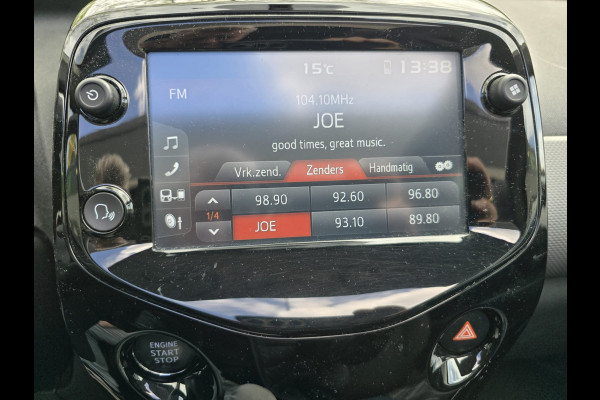 15°C 13:38
FM
104.10MHz
JOE
good times, great music.
Vrk.zend. Zenders Handmatig
98.90 92.60 96.80
1/4
JOE 93.10 89.80
ENGINE
START
STOP